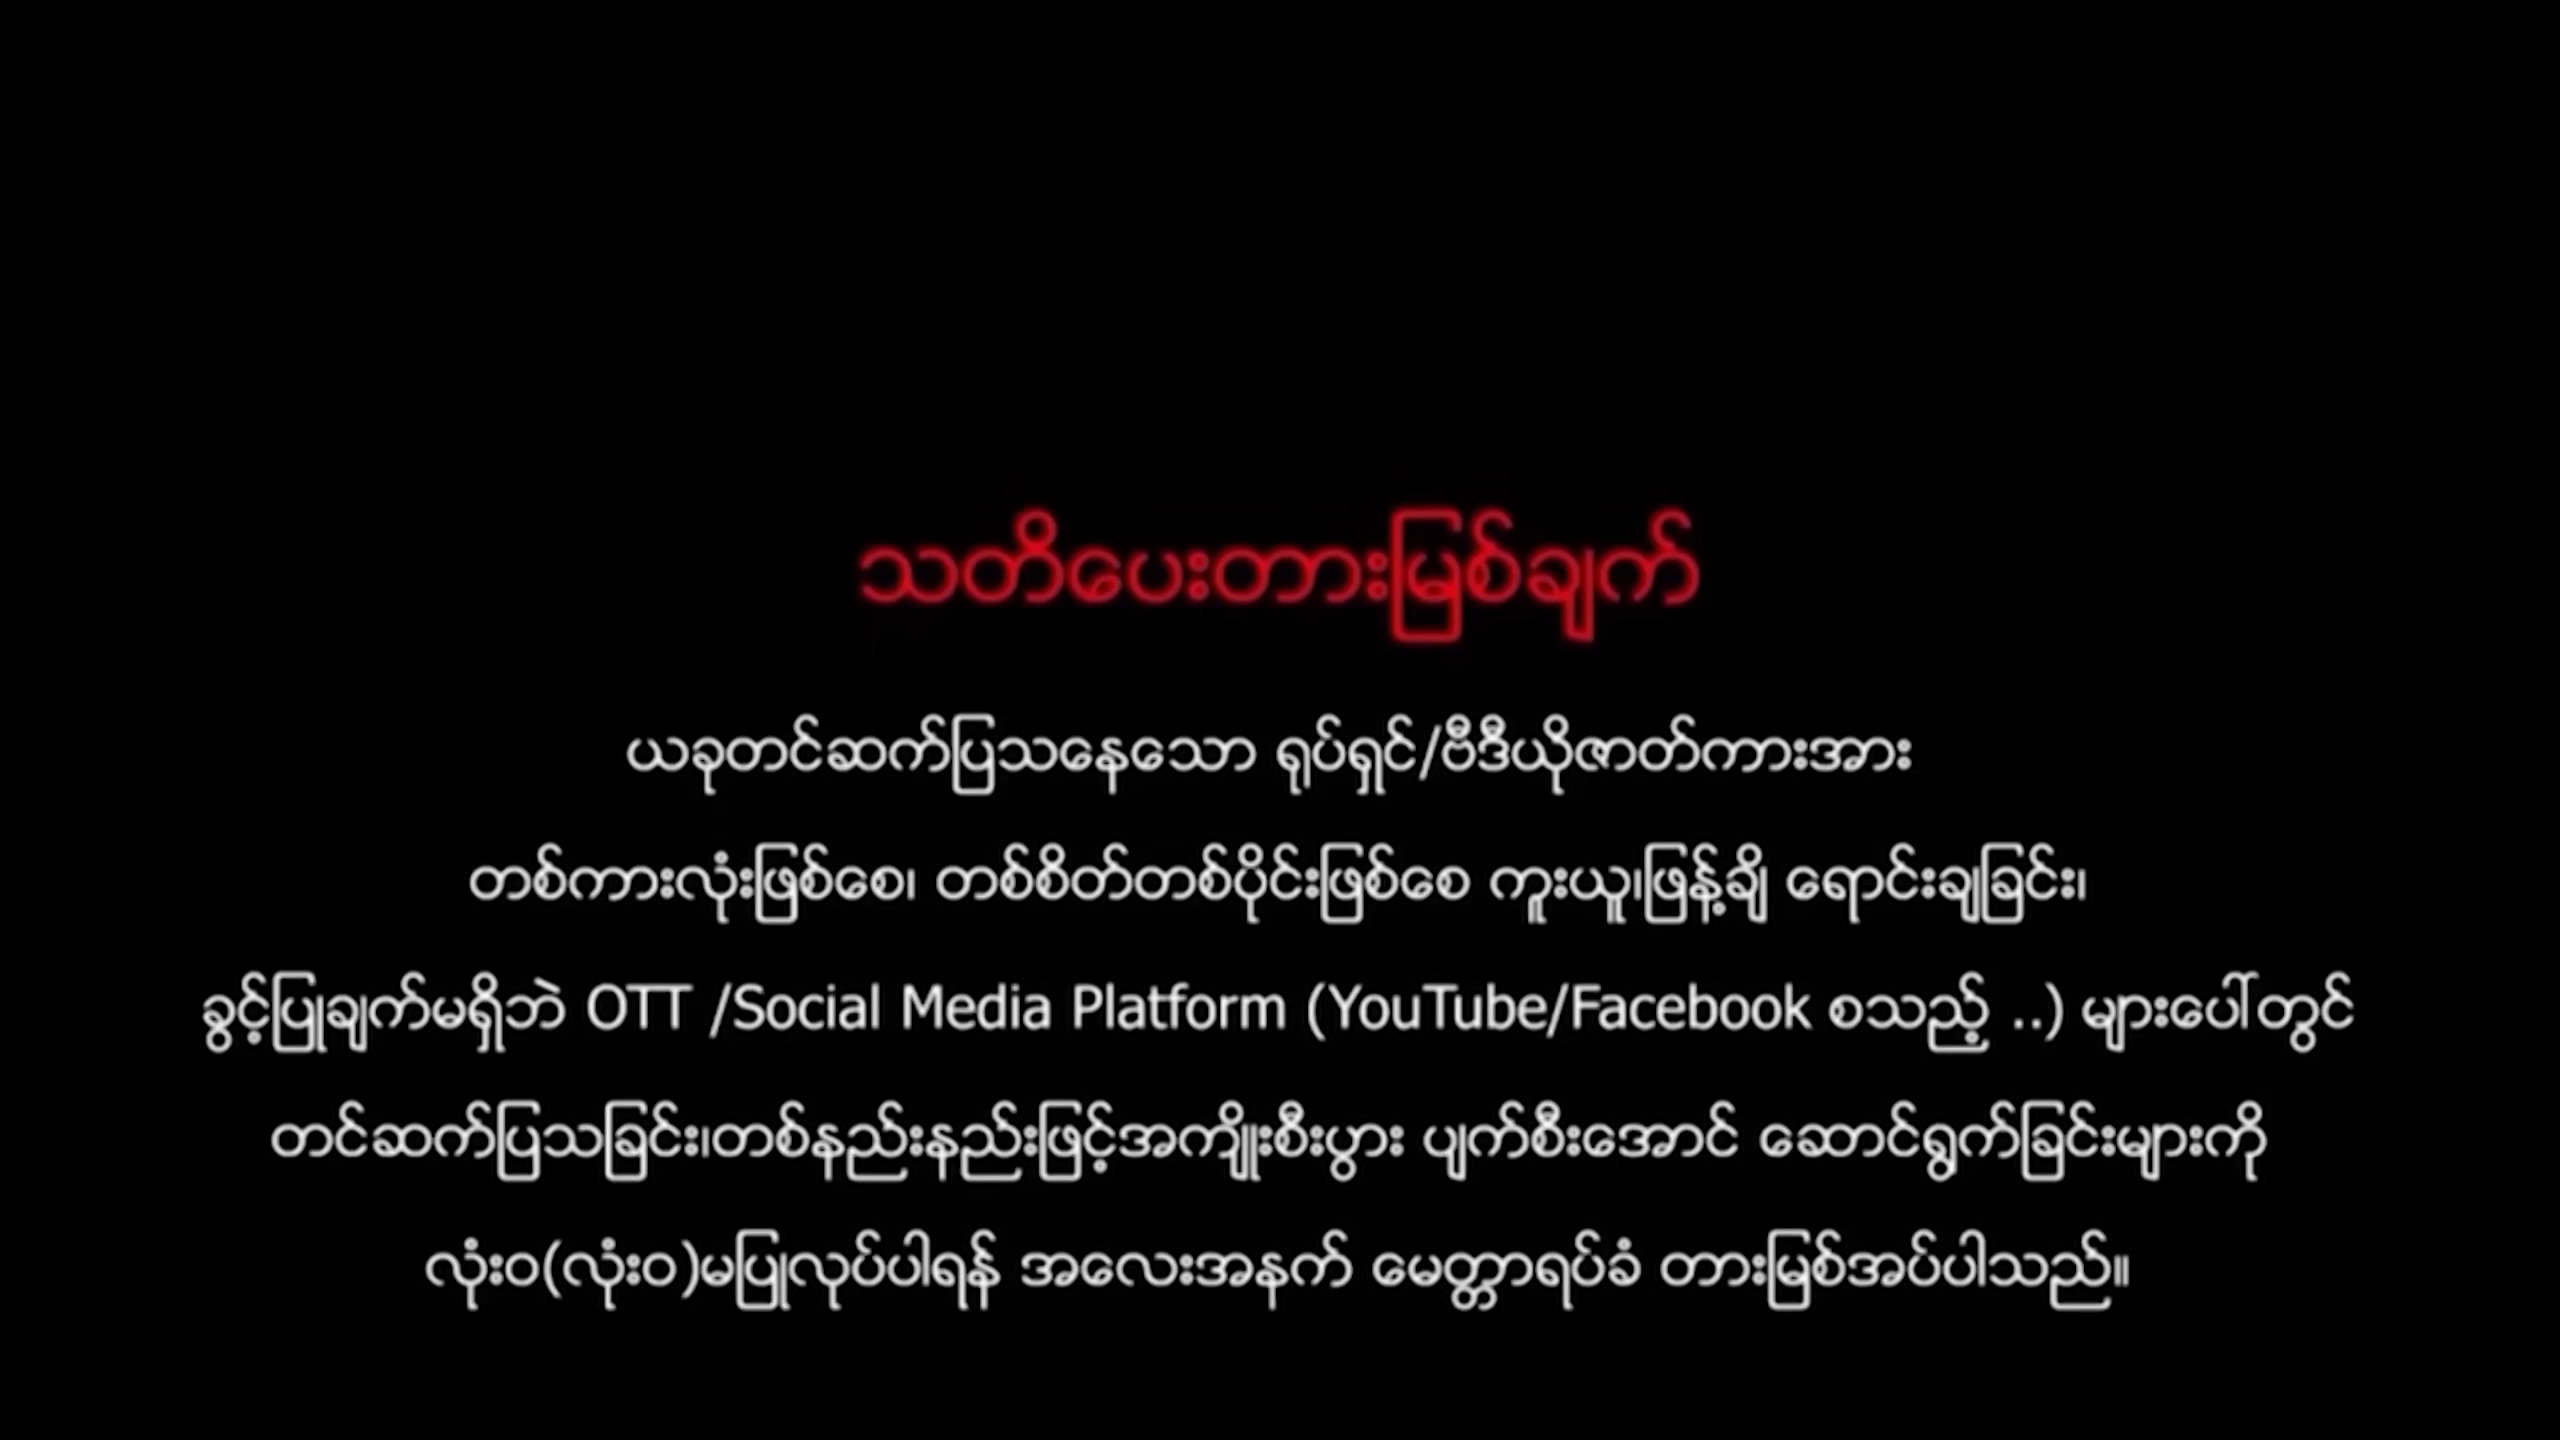 သတိပေးတားမြစ်ချက်
ယခုတင်ဆက်ပြသနေသော ရုပ်ရှင်/ဗီဒီယိုဇာတ်ကားအား
တစ်ကားလုံးဖြစ်စေ၊ တစ်စိတ်တစ်ပိုင်းဖြစ်စေ ကူးယူ၊ဖြန့်ချိ ရောင်းချခြင်း၊
ခွင့်ပြုချက်မရှိဘဲ OTT /Social Media Platform (YouTube/Facebook စသည့် ..) များပေါ်တွင်
တင်ဆက်ပြသခြင်း၊တစ်နည်းနည်းဖြင့်အကျိုးစီးပွား ပျက်စီးအောင် ဆောင်ရွက်ခြင်းများကို
လုံးဝ(လုံးဝ)မပြုလုပ်ပါရန် အလေးအနက် မေတ္တာရပ်ခံ တားမြစ်အပ်ပါသည်။